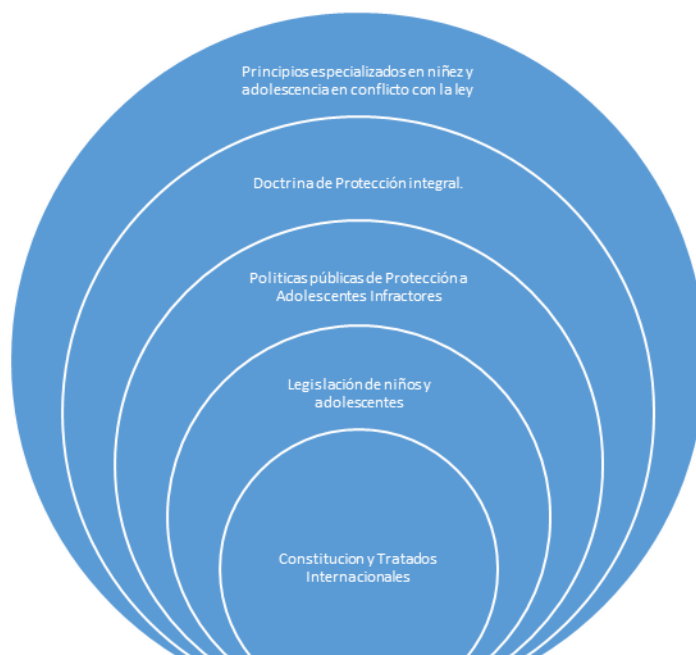 Principios especializados en niñez y
adolescencia en conflicto con la ley
Doctrina de Protección integral.
Politicas públicas de Protección a
Adolescentes Infractores
Legislación de niños y
adolescentes
Constitucion y Tratados
Internacionales